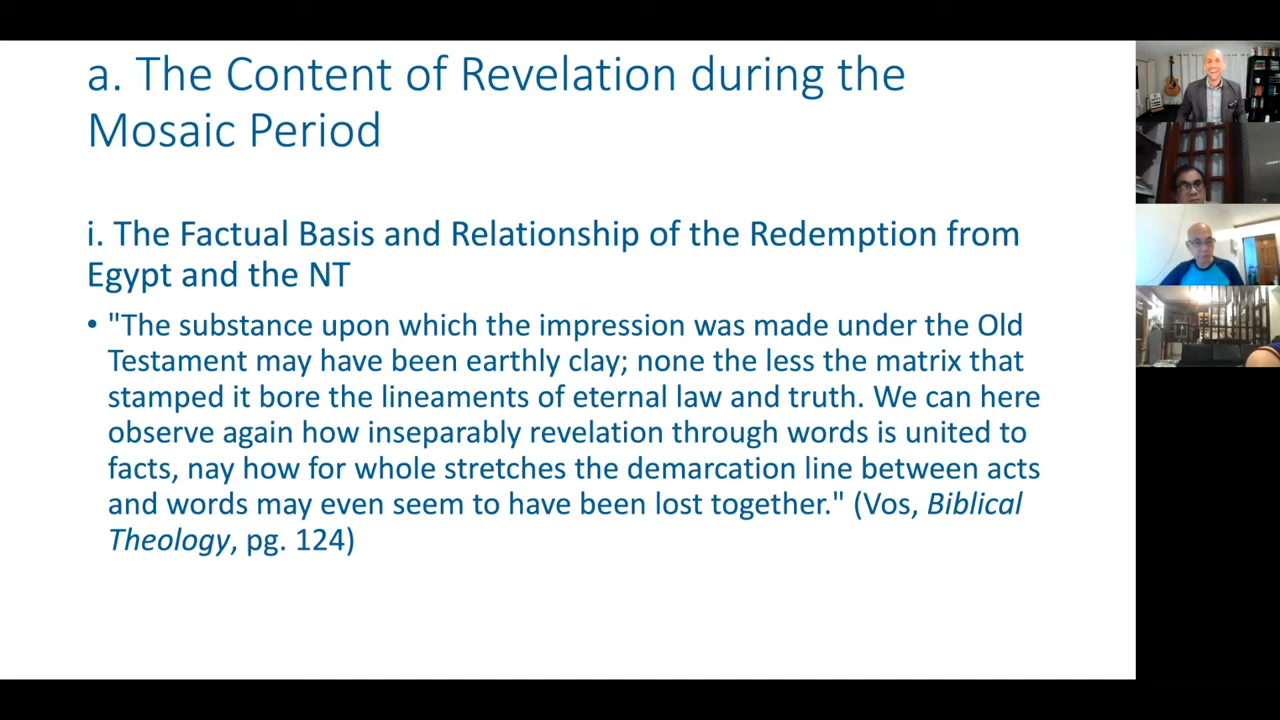 a. The Content of Revelation during the
Mosaic Period
i. The Factual Basis and Relationship of the Redemption from
Egypt and the NT
• "The substance upon which the impression was made under the Old
Testament may have been earthly clay; none the less the matrix that
stamped it bore the lineaments of eternal law and truth. We can here
observe again how inseparably revelation through words is united to
facts, nay how for whole stretches the demarcation line between acts
and words may even seem to have been lost together." (Vos, Biblical
Theology, pg. 124)